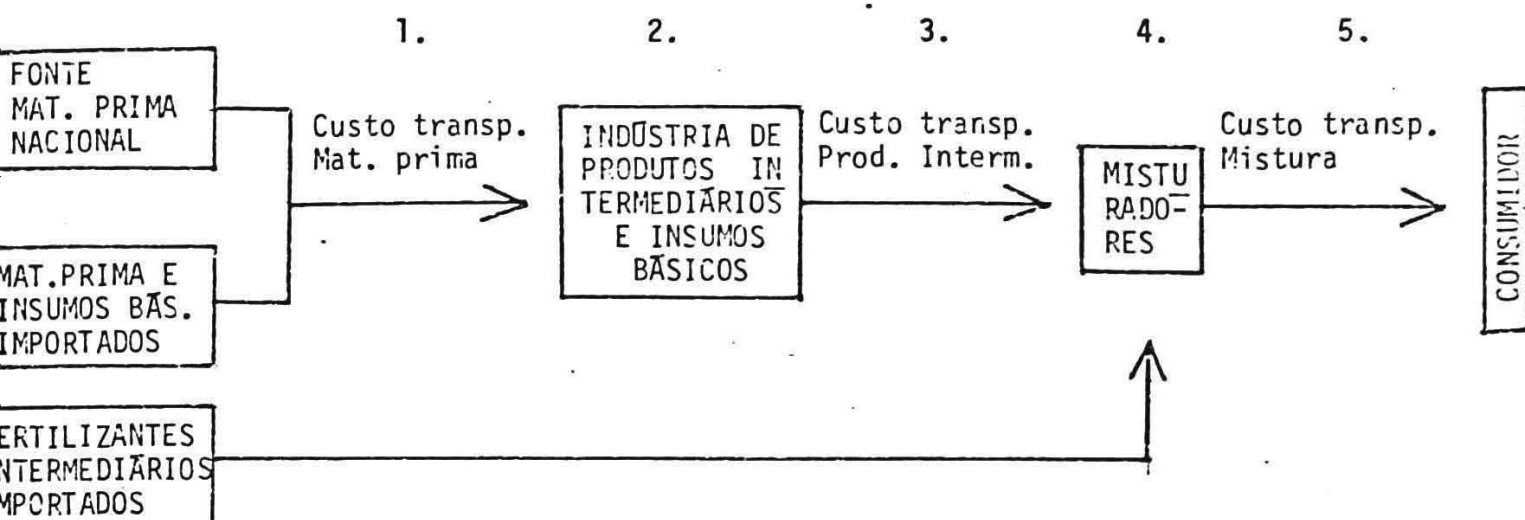 1.
2.
3.
4.
5.
FONTE
MAT. PRIMA
NACIONAL
Custo transp.
Mat. prima
INDÚSTRIA DE
PRODUTOS IN
TERMEDIÁRIOS
E INSUMOS
BÁSICOS
Custo transp.
Prod. Interm.
MISTU
RADO-
RES
Custo transp.
Mistura
CONSUMIDOR
MAT.PRIMA E
INSUMOS BÁS.
IMPORTADOS
ERTILIZANTES
NTERMEDIÁRIOS
MPORTADOS